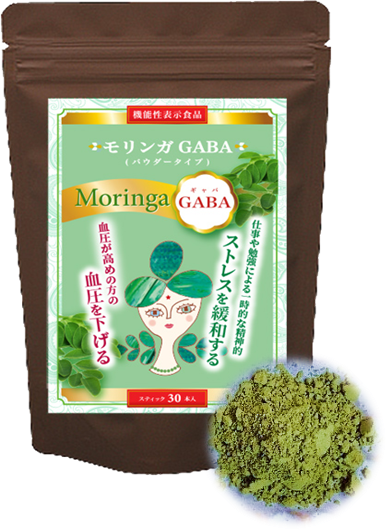 機能性表示食品
モリンガ GABA
(パウダータイプ)
Moringa
ギャバ
GABA
仕事や勉強による一時的な精神的
ストレスを緩和する
血圧が高めの方の
血圧を下げる
スティック 30 本入